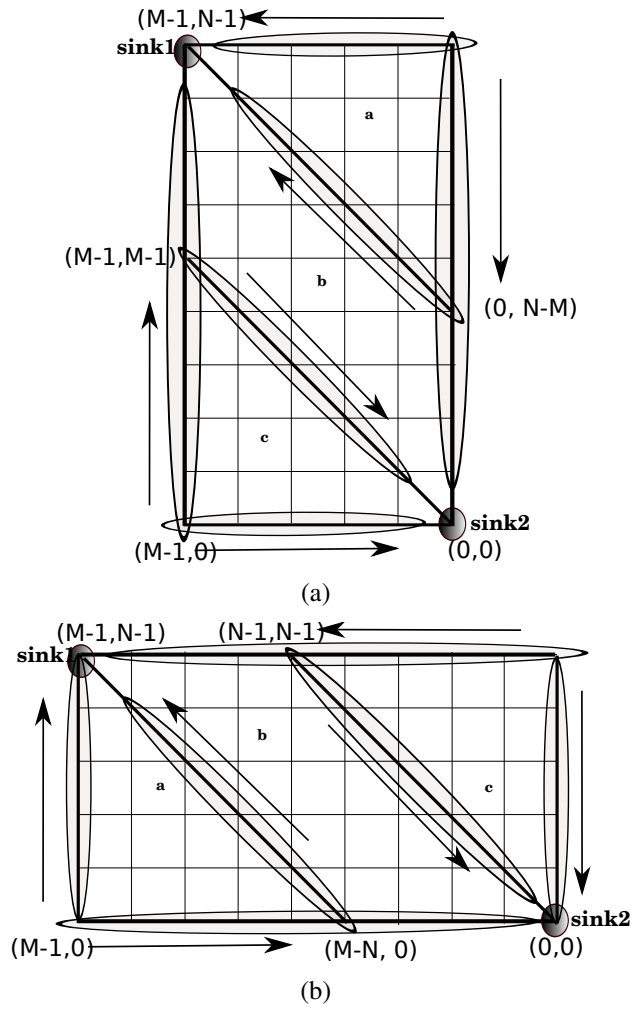 (M-1,N-1)
sink1
a
(M-1,M-1)
b
(0, N-M)
c
sink2
(M-1,0)
(0,0)
(a)
(M-1,N-1)
(N-1,N-1)
sink1
b
a
c
sink2
(M-1,0)
(M-N, 0)
(0,0)
(b)